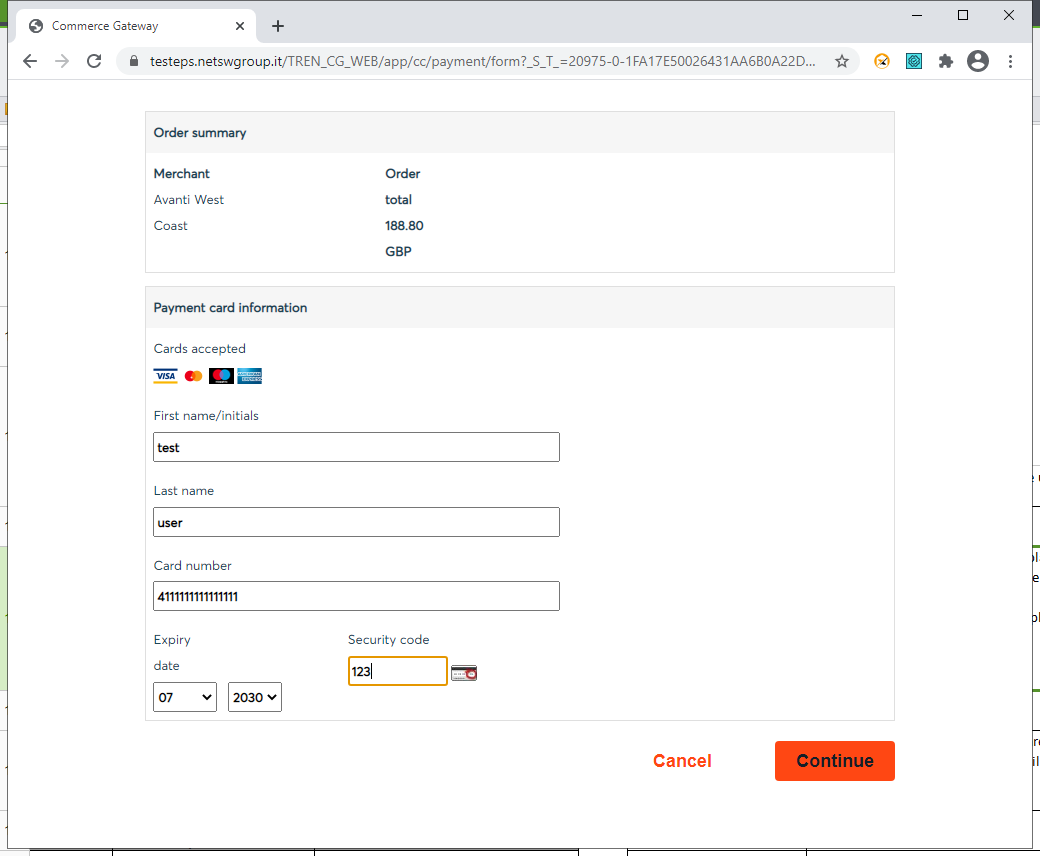 Commerce Gateway
testeps.netswgroup.it/TREN_CG_WEB/app/cc/payment/form?_S_T_=20975-0-1FA17E50026431AA6B0A22D...
Order summary
Merchant
Avanti West
Coast
Order
total
188.80
GBP
Payment card information
Cards accepted
VISA
First name/initials
test
Last name
user
Card number
4111111111111111
Expiry
date
07 2030
Security code
123
Cancel Continue